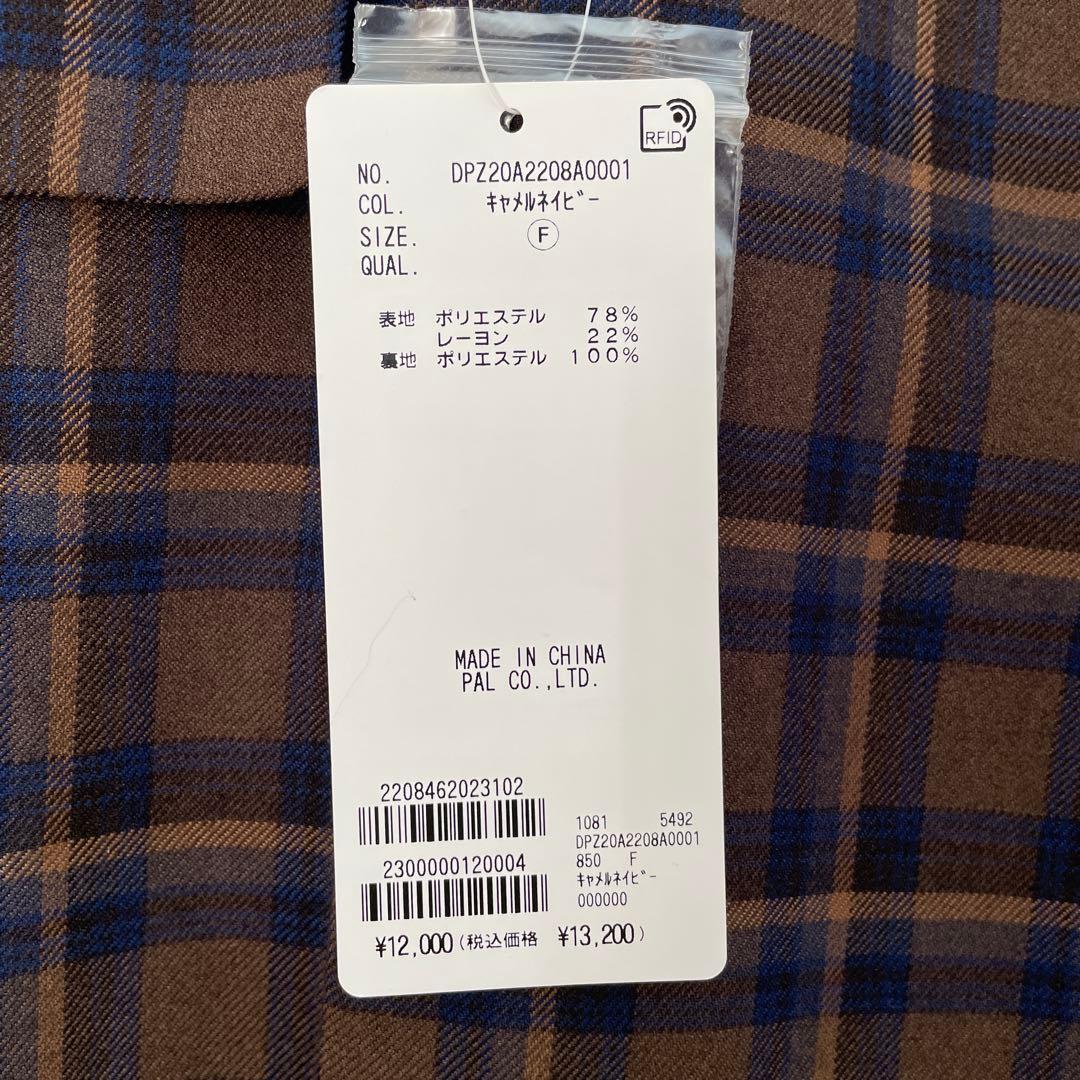 RFID
NO. DPZ20A2208A0001
COL. ｷｬﾒﾙﾈｲﾋﾞｰ
SIZE. Ⓕ
QUAL.
表地 ポリエステル 78%
レーヨン 22%
裏地 ポリエステル 100%
MADE IN CHINA
PAL CO.,LTD.
2208462023102
2300000120004
1081 5492
DPZ20A2208A0001
850 F
ｷｬﾒﾙﾈｲﾋﾞｰ
000000
¥12,000(税込価格 ¥13,200)